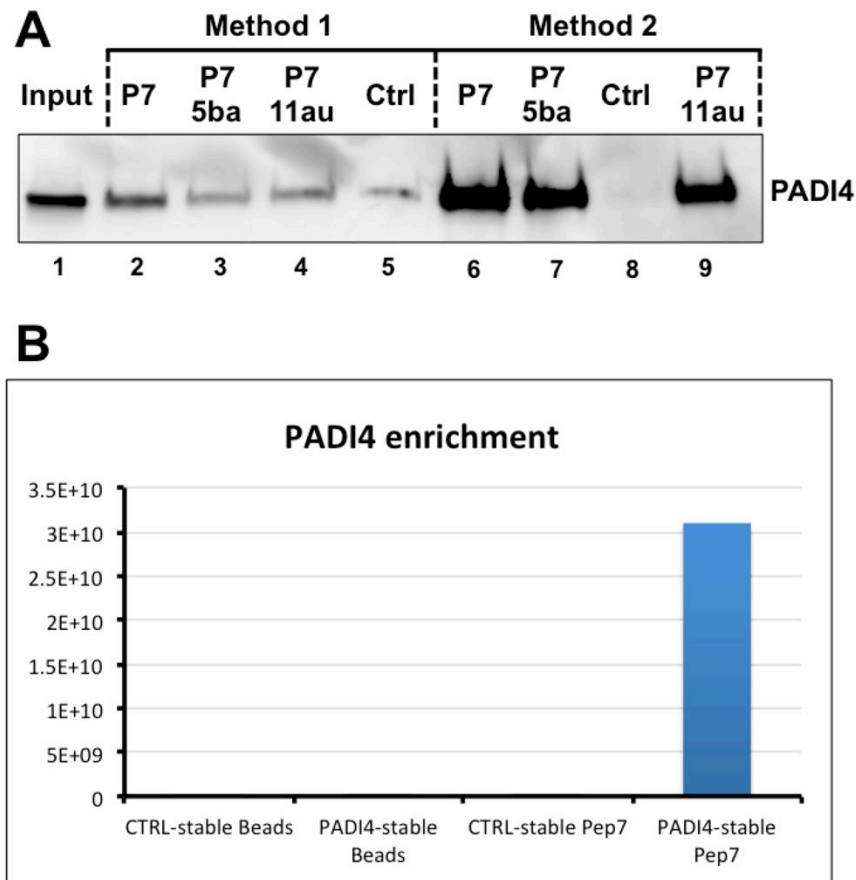 A
Method 1
Method 2
Input
P7
P7
5ba
P7
11au
Ctrl
P7
P7
5ba
Ctrl
P7
11au
PADI4
1 2 3 4 5 6 7 8 9
B
PADI4 enrichment
3.5E+10
3E+10
2.5E+10
2E+10
1.5E+10
1E+10
5E+09
0
CTRL-stable Beads
PADI4-stable
Beads
CTRL-stable Pep7
PADI4-stable
Pep7